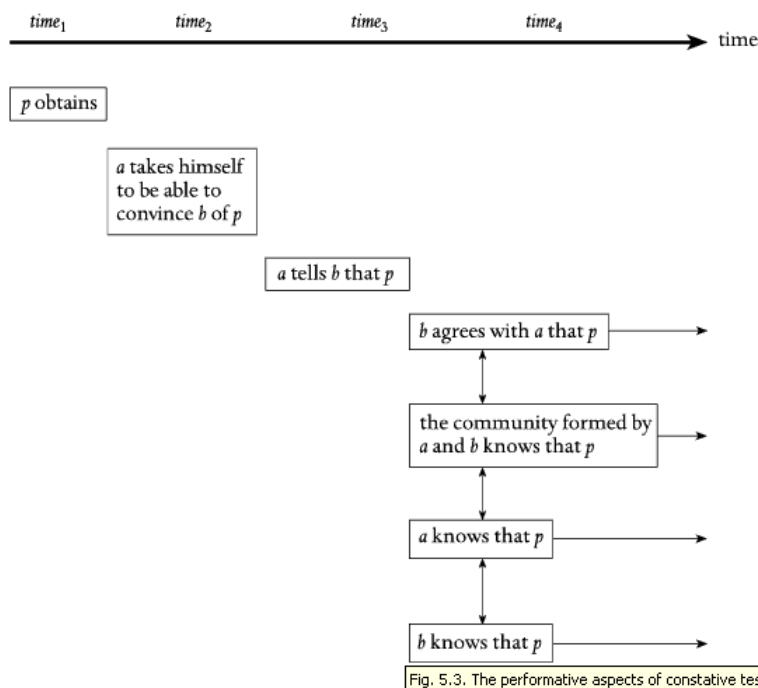 time₁ time₂ time₃ time₄
time
p obtains
a takes himself
to be able to
convince b of p
a tells b that p
b agrees with a that p
the community formed by
a and b knows that p
a knows that p
b knows that p
Fig. 5.3. The performative aspects of constative tes